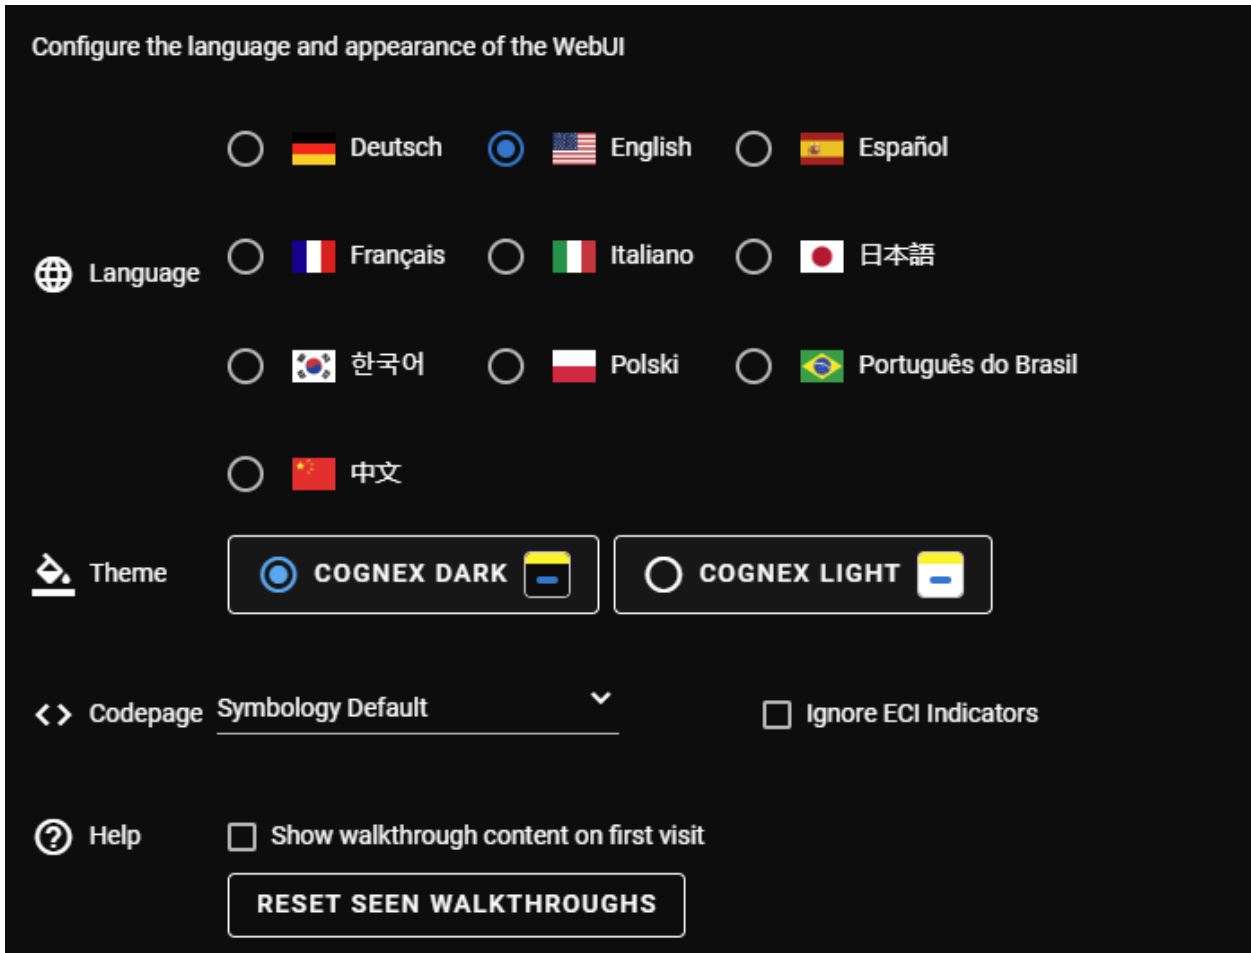 Configure the language and appearance of the WebUI
Deutsch English Español
Language
Français Italiano 日本語
한국어 Polski Português do Brasil
中文
Theme COGNEX DARK COGNEX LIGHT
Codepage Symbology Default Ignore ECI Indicators
Help Show walkthrough content on first visit
RESET SEEN WALKTHROUGHS